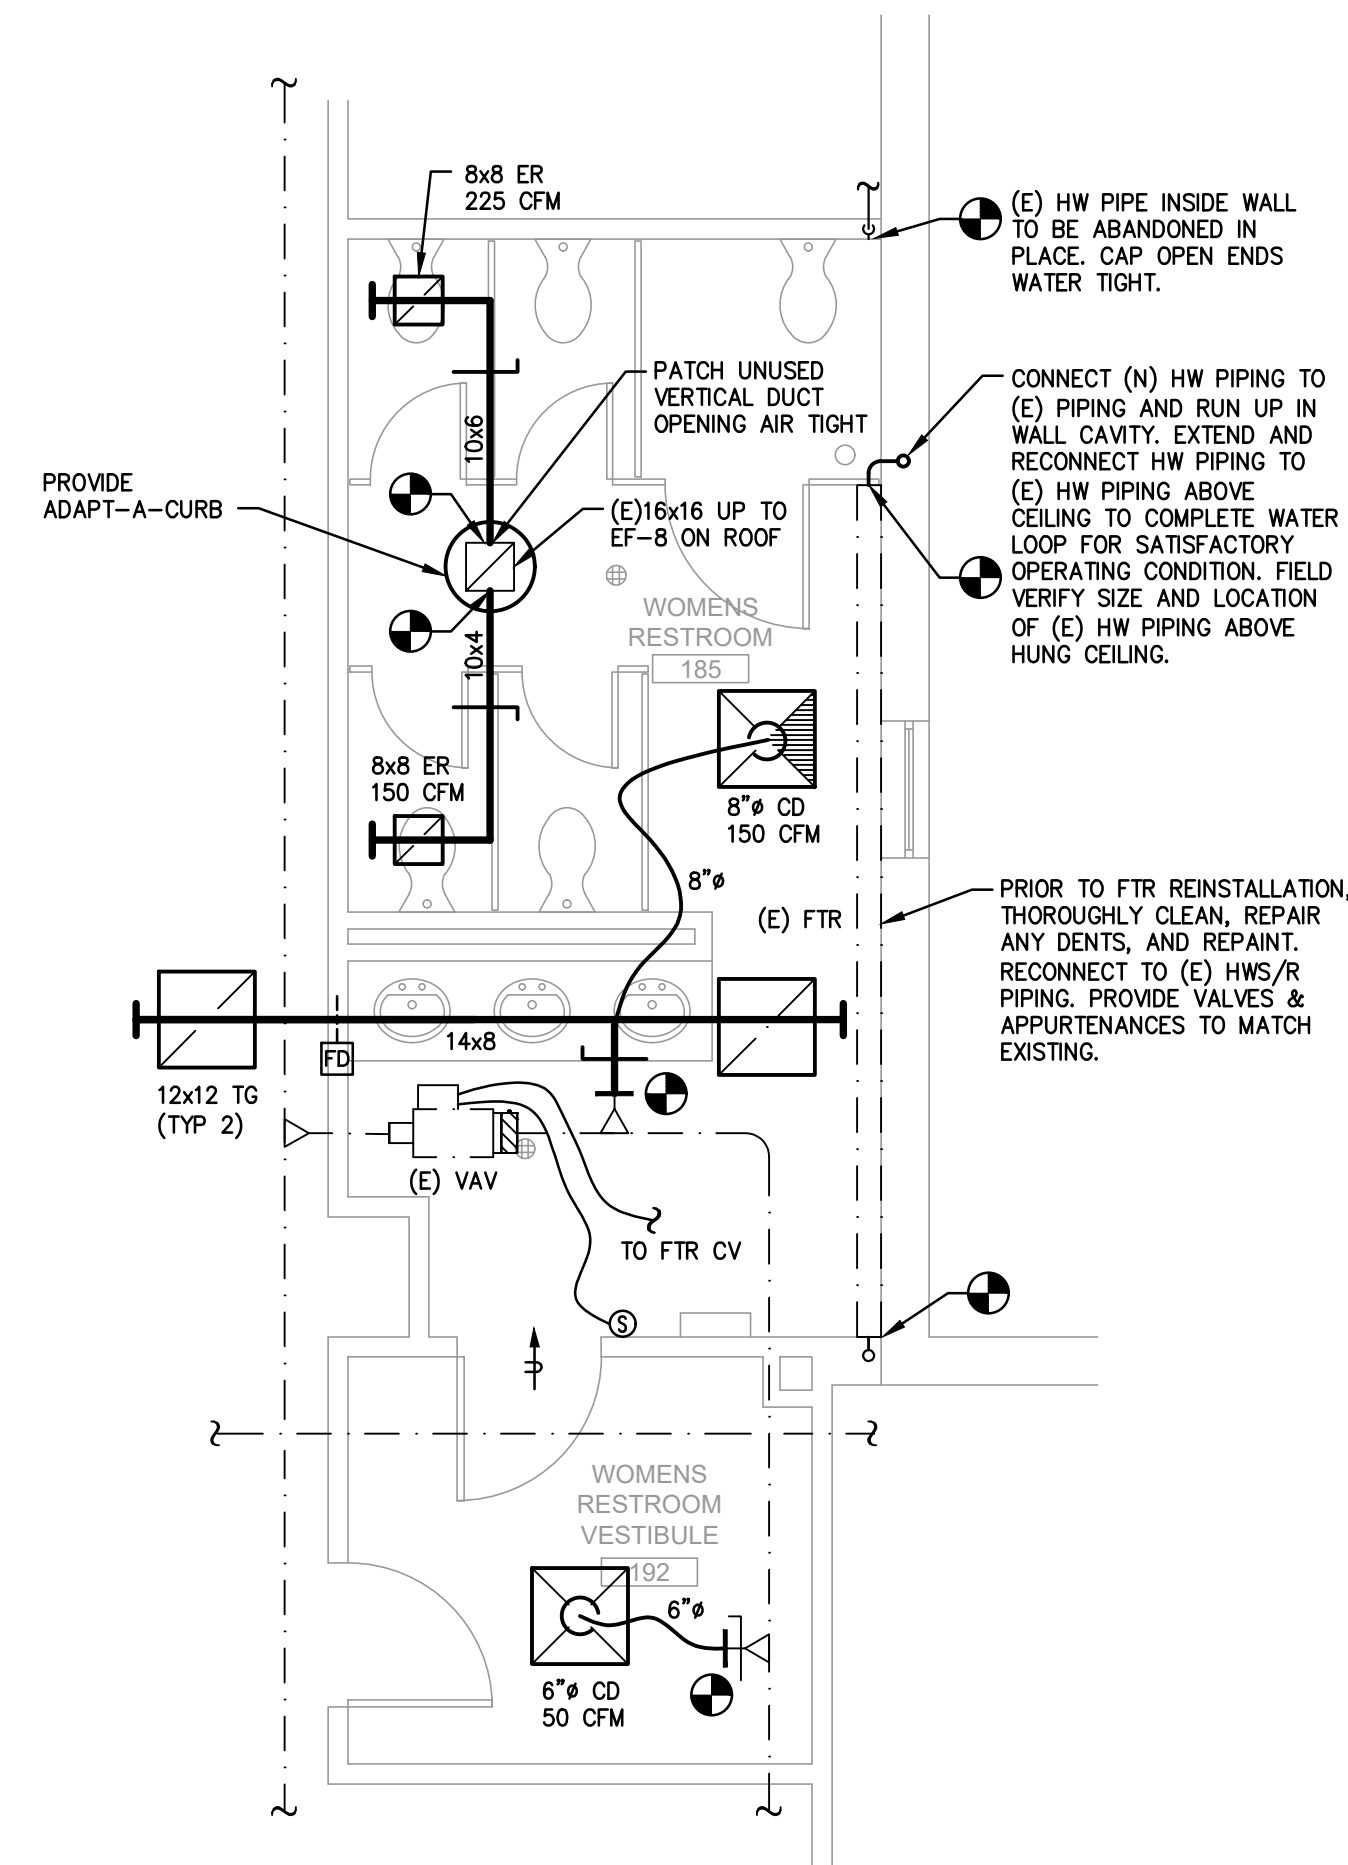 8x8 ER
225 CFM
(E) HW PIPE INSIDE WALL
TO BE ABANDONED IN
PLACE. CAP OPEN ENDS
WATER TIGHT.
PATCH UNUSED
VERTICAL DUCT
OPENING AIR TIGHT
CONNECT (N) HW PIPING TO
(E) PIPING AND RUN UP IN
WALL CAVITY. EXTEND AND
RECONNECT HW PIPING TO
(E) HW PIPING ABOVE
CEILING TO COMPLETE WATER
LOOP FOR SATISFACTORY
OPERATING CONDITION. FIELD
VERIFY SIZE AND LOCATION
OF (E) HW PIPING ABOVE
HUNG CEILING.
10x6
PROVIDE
ADAPT-A-CURB
(E)16x16 UP TO
EF-8 ON ROOF
WOMENS
RESTROOM
185
10x4
8x8 ER
150 CFM
8"ø CD
150 CFM
8"ø
(E) FTR
PRIOR TO FTR REINSTALLATION,
THOROUGHLY CLEAN, REPAIR
ANY DENTS, AND REPAINT.
RECONNECT TO (E) HWS/R
PIPING. PROVIDE VALVES &
APPURTENANCES TO MATCH
EXISTING.
14x8
FD
12x12 TG
(TYP 2)
(E) VAV
TO FTR CV
S
U
WOMENS
RESTROOM
VESTIBULE
192
6"ø
6"ø CD
50 CFM